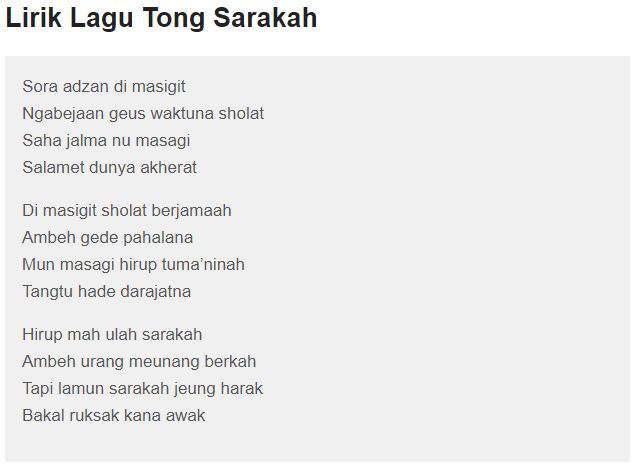 Lirik Lagu Tong Sarakah
Sora adzan di masigit
Ngabejaan geus waktuna sholat
Saha jalma nu masagi
Salamet dunya akherat
Di masigit sholat berjamaah
Ambeh gede pahalana
Mun masagi hirup tuma’ninah
Tangtu hade darajatna
Hirup mah ulah sarakah
Ambeh urang meunang berkah
Tapi lamun sarakah jeung harak
Bakal ruksak kana awak